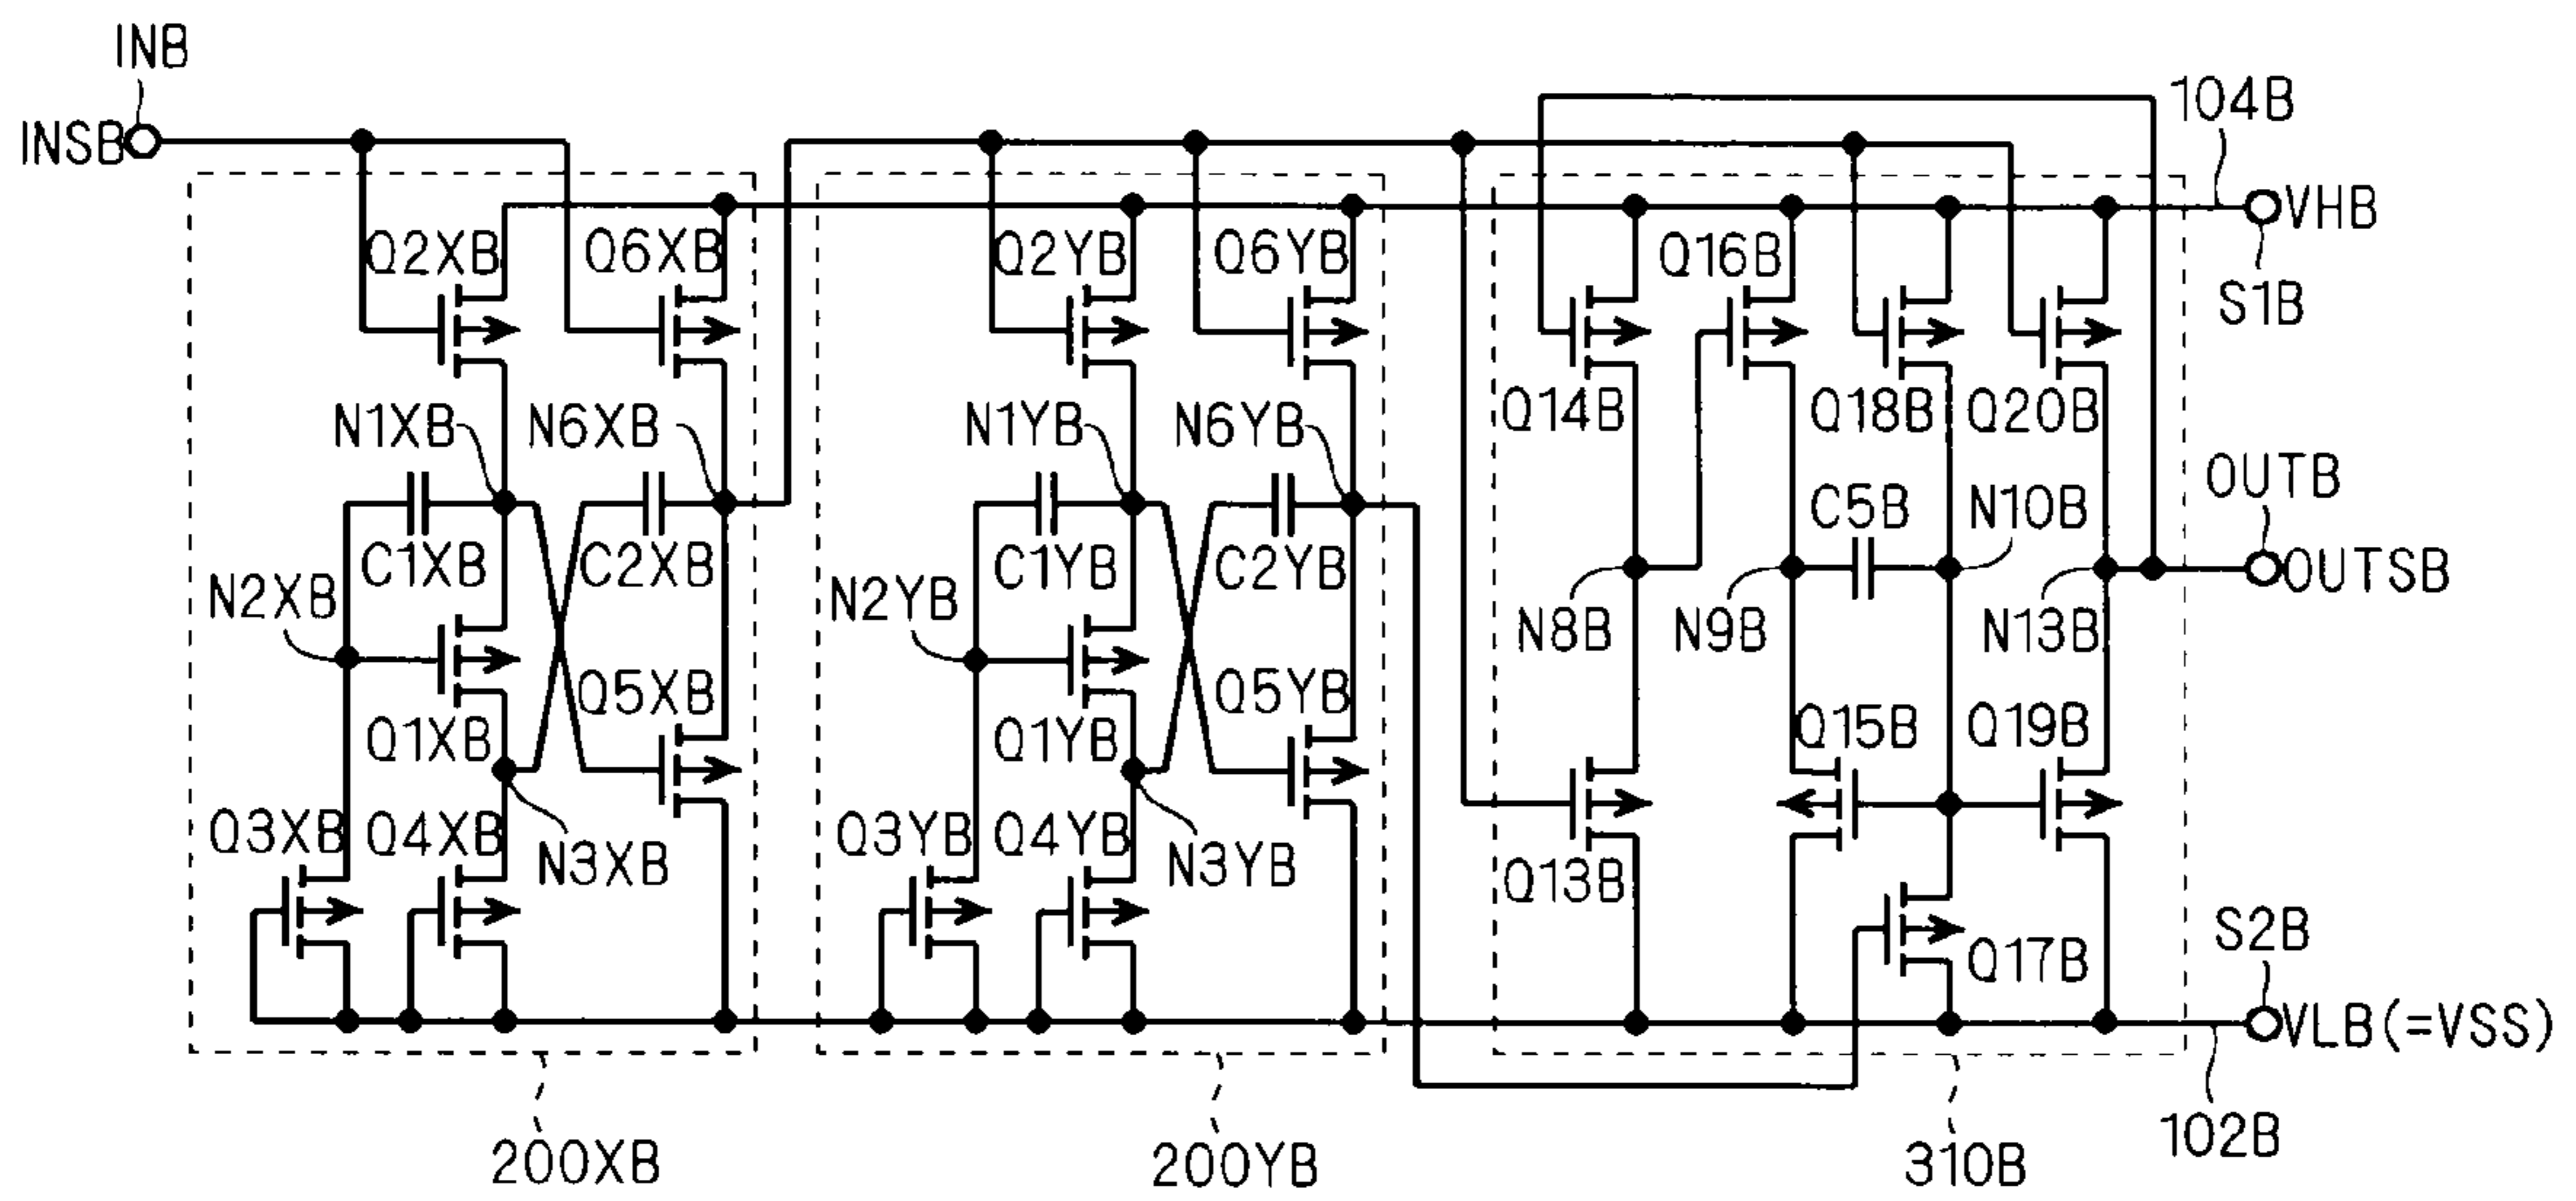 INB
104B
INSB
VHB
Q2XB
Q6XB
Q2YB
Q6YB
Q16B
S1B
Q14B
Q18B
Q20B
N1XB
N6XB
N1YB
N6YB
OUTB
C5B
N10B
C1XB
C2XB
C1YB
C2YB
OUTSB
N2XB
N2YB
N8B
N9B
N13B
Q5XB
Q5YB
Q1XB
Q1YB
Q15B
Q19B
Q3XB
Q4XB
N3XB
Q3YB
Q4YB
N3YB
Q13B
S2B
Q17B
VLB(=VSS)
102B
200XB
200YB
310B